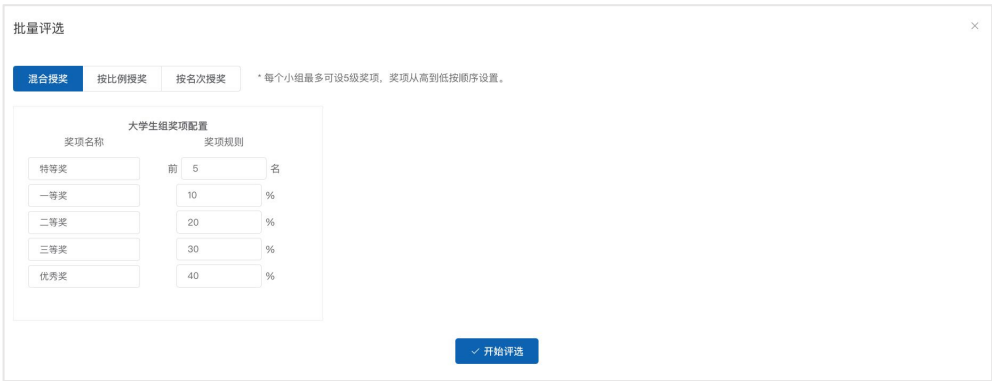 批量评选
混合授奖 按比例授奖 按名次授奖 * 每个小组最多可设5级奖项，奖项从高到低按顺序设置。
大学生组奖项配置
奖项名称 奖项规则
特等奖 前 5 名
一等奖 10 %
二等奖 20 %
三等奖 30 %
优秀奖 40 %
开始评选